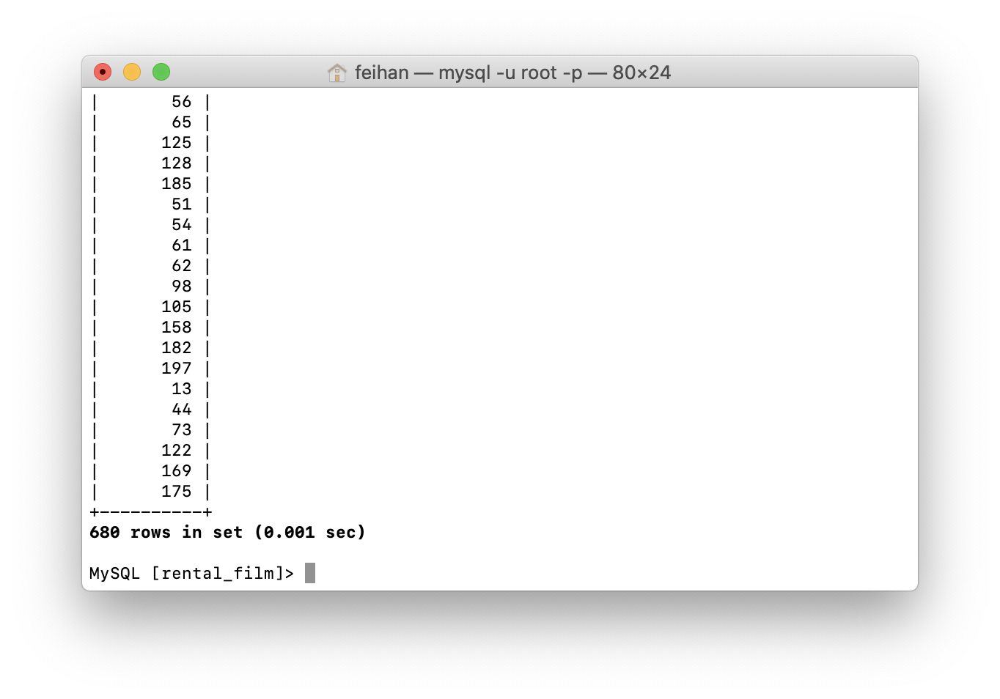 feihan — mysql -u root -p — 80×24
| 56 |
| 65 |
| 125 |
| 128 |
| 185 |
| 51 |
| 54 |
| 61 |
| 62 |
| 98 |
| 105 |
| 158 |
| 182 |
| 197 |
| 13 |
| 44 |
| 73 |
| 122 |
| 169 |
| 175 |
+----------+
680 rows in set (0.001 sec)
MySQL [rental_film]>